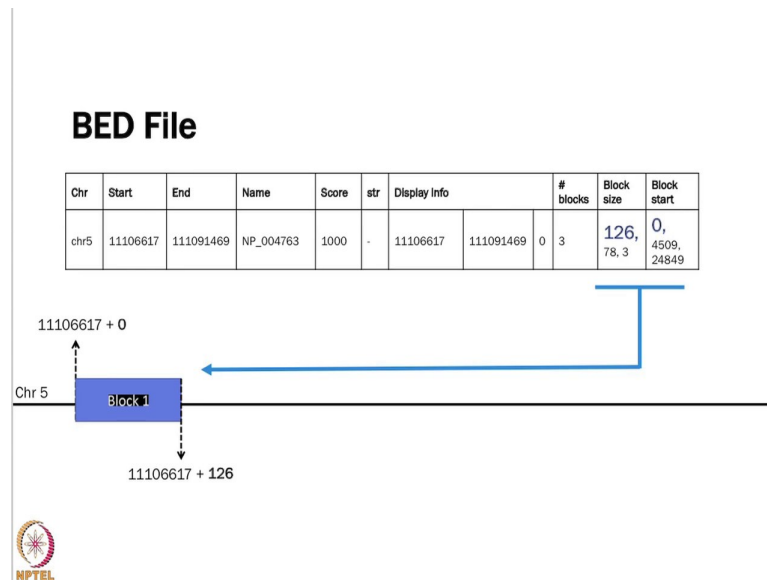 BED File
Chr Start End Name Score str Display info # blocks Block size Block start
chr5 11106617 111091469 NP_004763 1000 - 11106617 111091469 0 3 126, 78, 3 0, 4509, 24849
11106617 + 0
Chr 5
Block 1
11106617 + 126
NPTEL